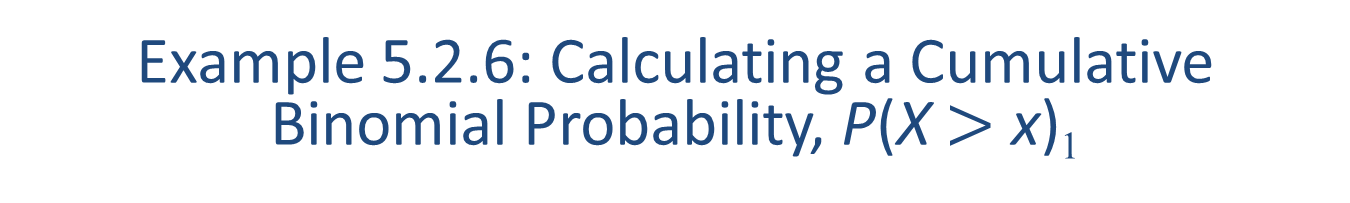 Example 5.2.6: Calculating a Cumulative
Binomial Probability, P(X > x)₁